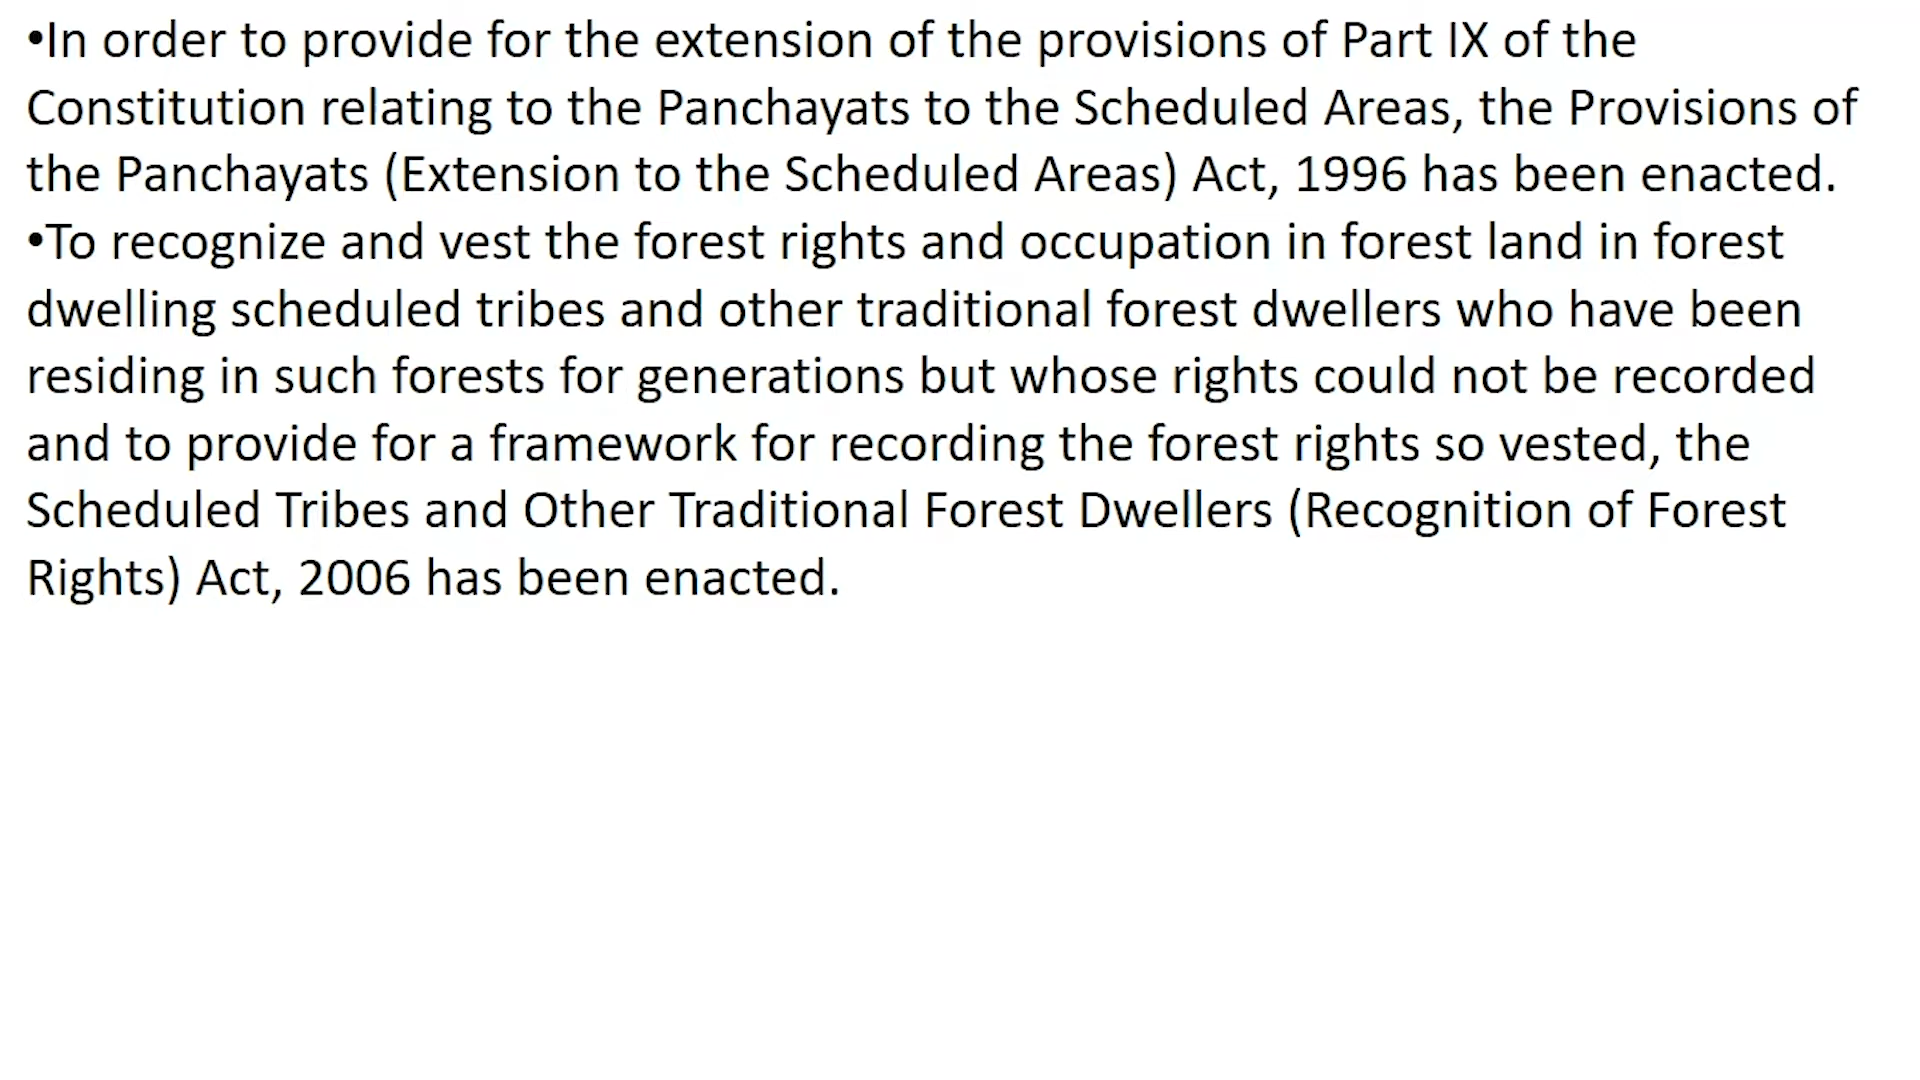 •In order to provide for the extension of the provisions of Part IX of the
Constitution relating to the Panchayats to the Scheduled Areas, the Provisions of
the Panchayats (Extension to the Scheduled Areas) Act, 1996 has been enacted.
•To recognize and vest the forest rights and occupation in forest land in forest
dwelling scheduled tribes and other traditional forest dwellers who have been
residing in such forests for generations but whose rights could not be recorded
and to provide for a framework for recording the forest rights so vested, the
Scheduled Tribes and Other Traditional Forest Dwellers (Recognition of Forest
Rights) Act, 2006 has been enacted.